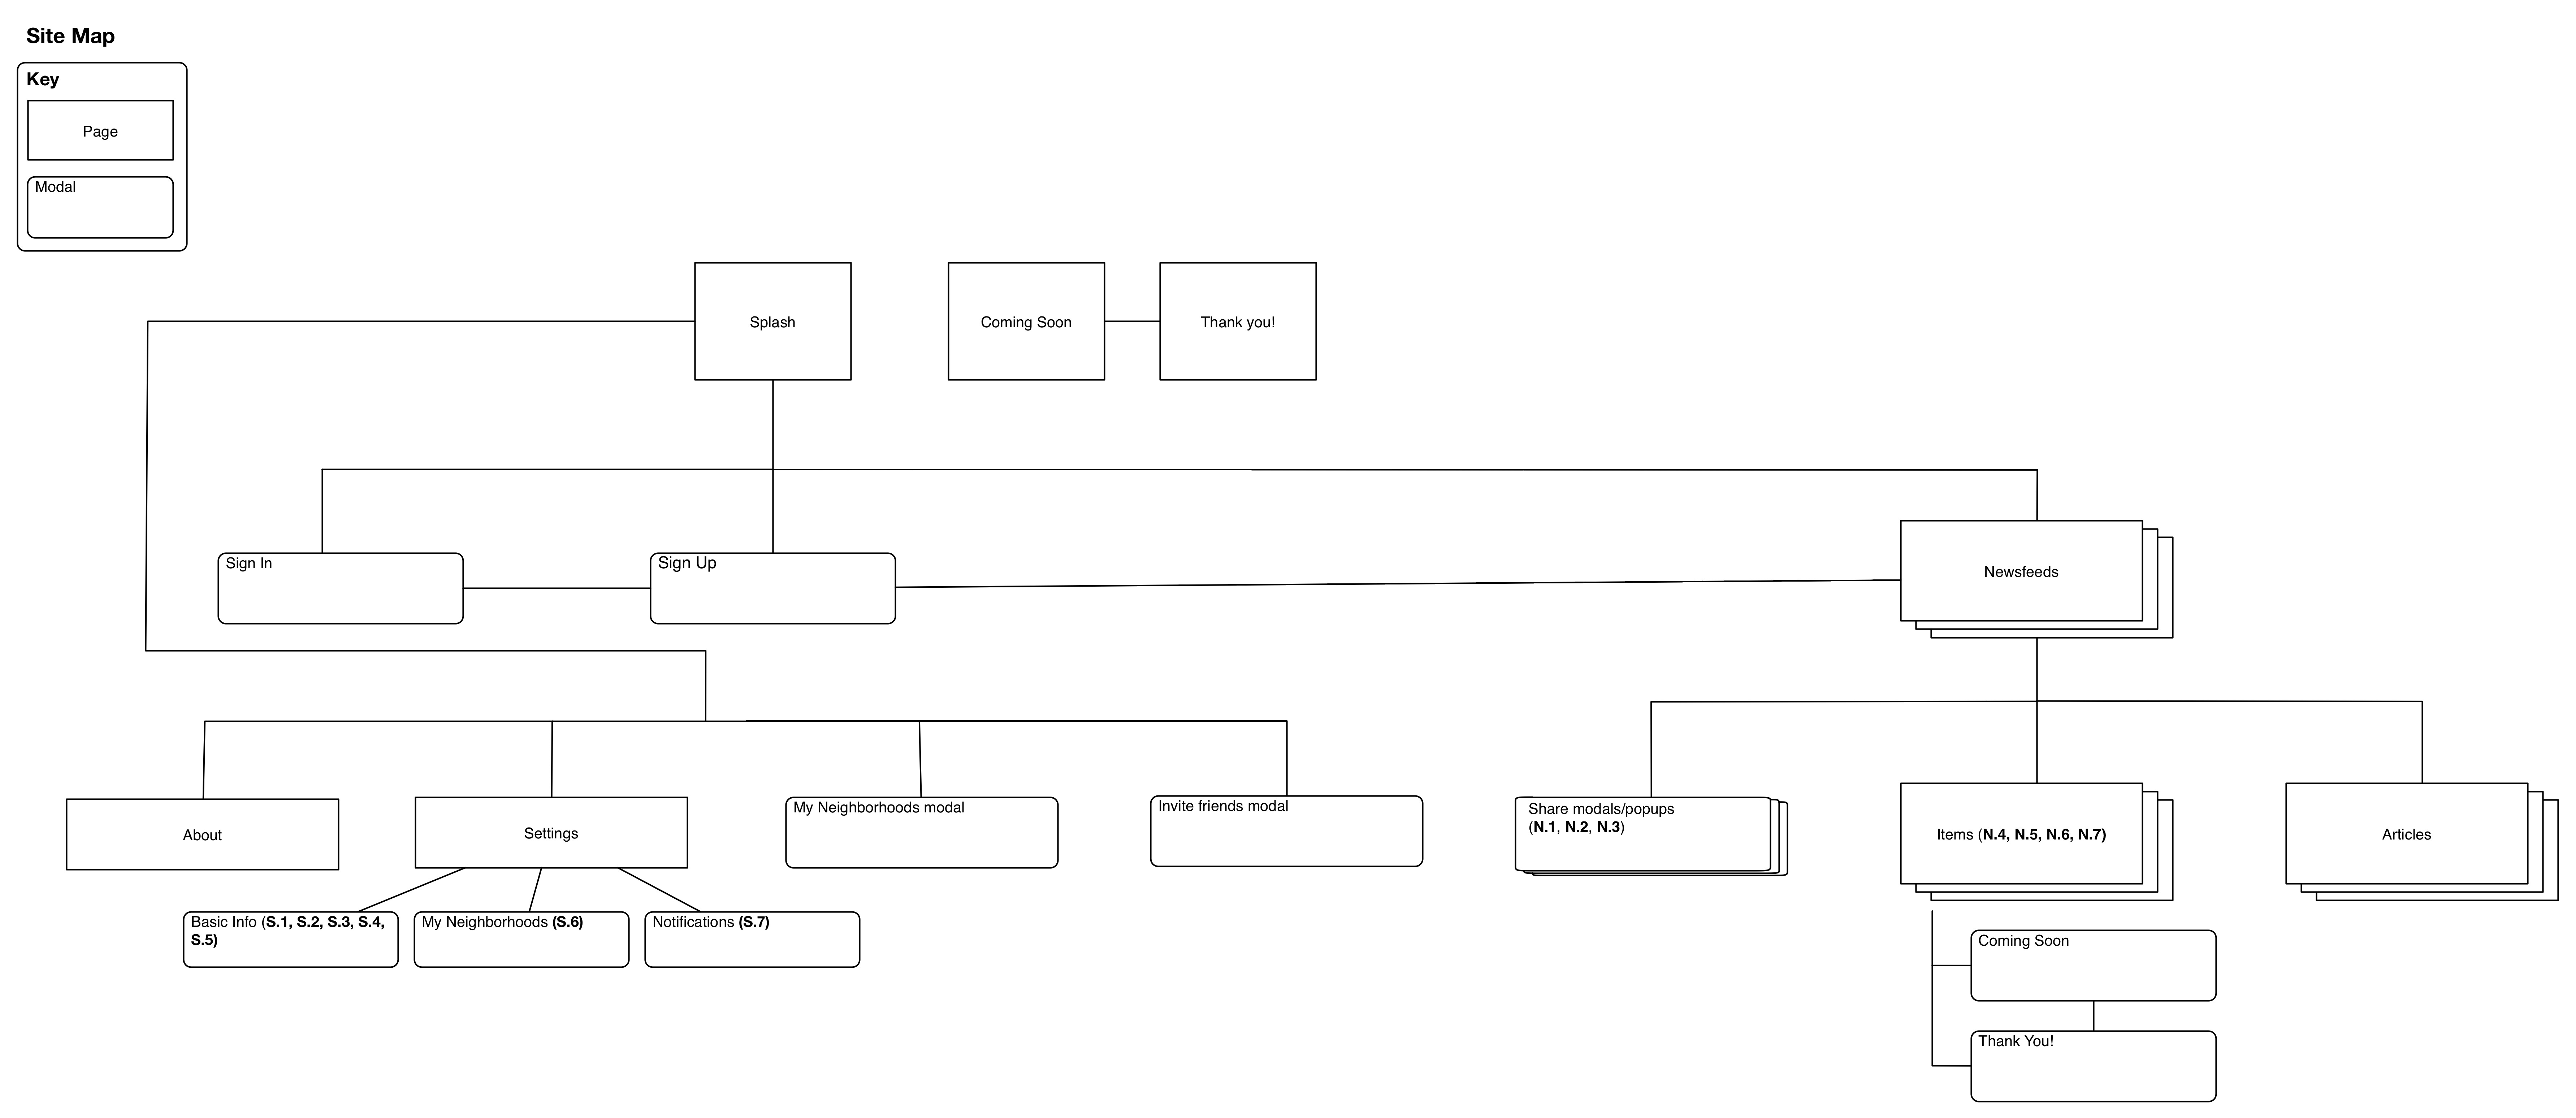 Site Map
Key
Page
Modal
Splash
Coming Soon
Thank you!
Sign In
Sign Up
Newsfeeds
About
Settings
My Neighborhoods modal
Invite friends modal
Share modals/popups
(N.1, N.2, N.3)
Items (N.4, N.5, N.6, N.7)
Articles
Basic Info (S.1, S.2, S.3, S.4,
S.5)
My Neighborhoods (S.6)
Notifications (S.7)
Coming Soon
Thank You!